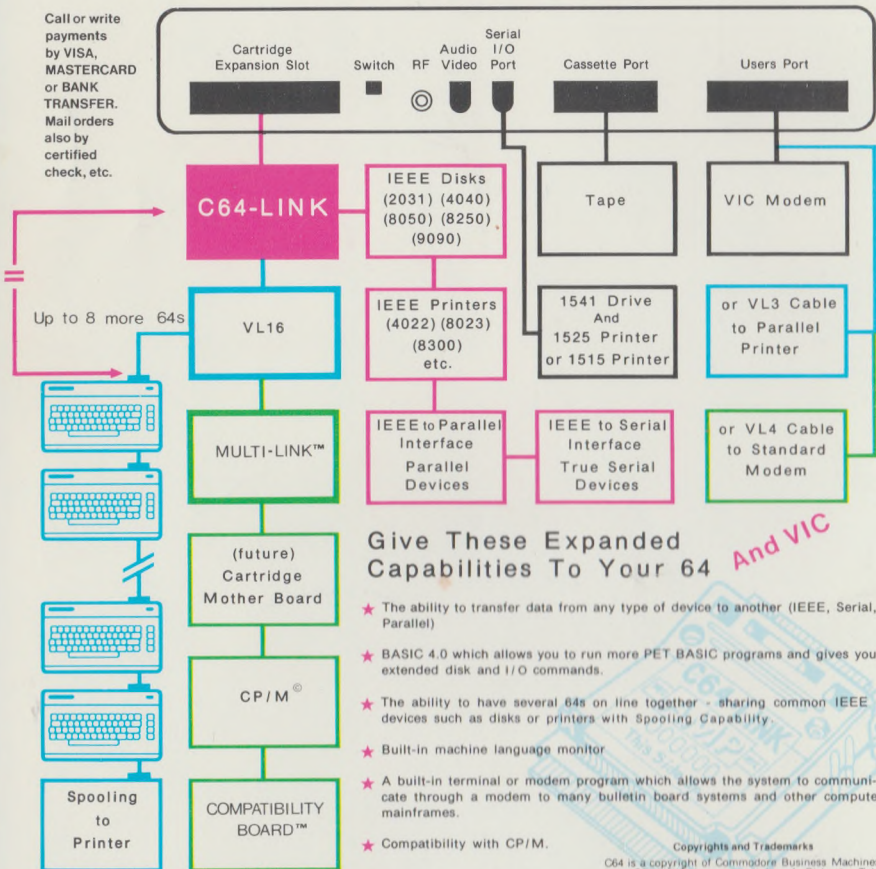 Call or write
payments
by VISA,
MASTERCARD
or BANK
TRANSFER.
Mail orders
also by
certified
check, etc.
Cartridge
Expansion Slot
Switch
RF
Audio
Video
Serial
I/O
Port
Cassette Port
Users Port
C64-LINK
IEEE Disks
(2031) (4040)
(8050) (8250)
(9090)
Tape
VIC Modem
Up to 8 more 64s
VL16
IEEE Printers
(4022) (8023)
(8300)
etc.
1541 Drive
And
1525 Printer
or 1515 Printer
or VL3 Cable
to Parallel
Printer
MULTI-LINK™
IEEE to Parallel
Interface
Parallel
Devices
IEEE to Serial
Interface
True Serial
Devices
or VL4 Cable
to Standard
Modem
(future)
Cartridge
Mother Board
CP/M ©
COMPATIBILITY
BOARD™
Spooling
to
Printer
Give These Expanded
Capabilities To Your 64
And VIC
★ The ability to transfer data from any type of device to another (IEEE, Serial,
Parallel)
★ BASIC 4.0 which allows you to run more PET BASIC programs and gives you
extended disk and I/O commands.
★ The ability to have several 64s on line together - sharing common IEEE
devices such as disks or printers with Spooling Capability.
★ Built-in machine language monitor
★ A built-in terminal or modem program which allows the system to communi-
cate through a modem to many bulletin board systems and other compute
mainframes.
★ Compatibility with CP/M.
Copyrights and Trademarks
C64 is a copyright of Commodore Business Machine
C64-LINK